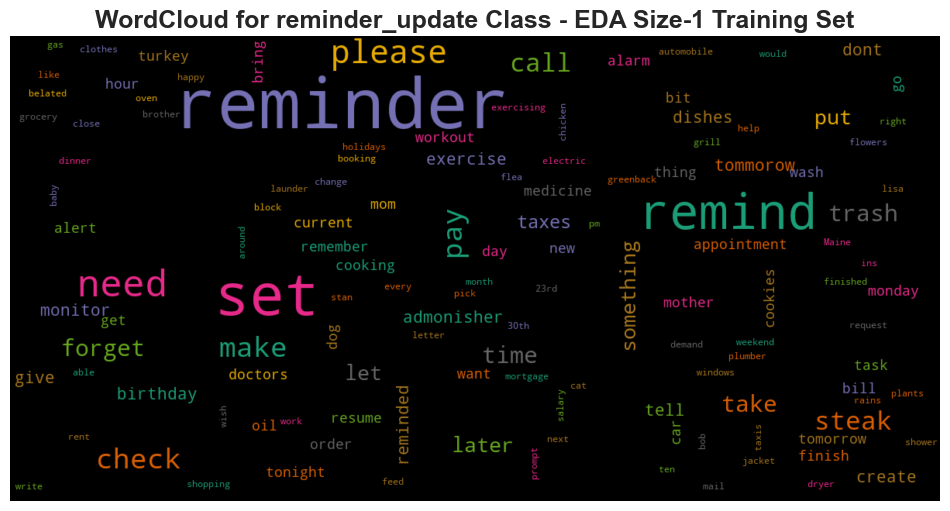 WordCloud for reminder_update Class - EDA Size-1 Training Set
gas clothes turkey bring please call alarm automobile would dont
like hour happy reminder go
belated oven exercising bit
grocery close brother chicken dishes help put right
workout grill flowers
holidays booking exercise electric thing tommorow wash
dinner baby launder change flea medicine greenback lisa
block mom remind trash
alert current pay taxes pm
around remember day new appointment Maine
cooking something ins
need set month cookies finished
monitor stan every pick 23rd mother monday
get admonisher 30th request
forget make dog letter time demand weekend
plumber
able let want mortgage windows task
give doctors cat bill
birthday reminded salary take rains plants
wish work resume tell steak
oil later car
rent order next bob taxis tomorrow shower
check prompt jacket finish
tonight ten create
write shopping feed mail dryer